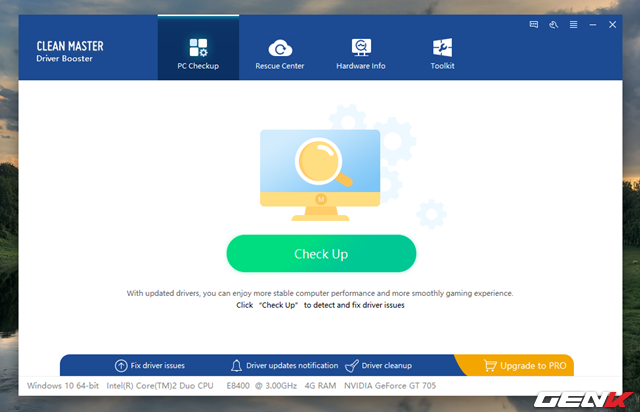 CLEAN MASTER
Driver Booster
PC Checkup
Rescue Center
Hardware Info
Toolkit
Check Up
With updated drivers, you can enjoy more stable computer performance and more smoothly gaming experience.
Click “Check Up” to detect and fix driver issues
Fix driver issues
Driver updates notification
Driver cleanup
Upgrade to PRO
Windows 10 64-bit Intel(R) Core(TM)2 Duo CPU E8400 @ 3.00GHz 4G RAM NVIDIA GeForce GT 705
GENK